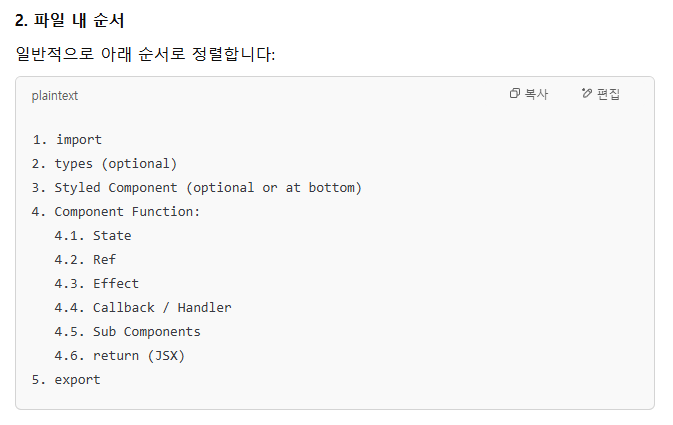 2. 파일 내 순서
일반적으로 아래 순서로 정렬합니다:
plaintext 복사 편집
1. import
2. types (optional)
3. Styled Component (optional or at bottom)
4. Component Function:
4.1. State
4.2. Ref
4.3. Effect
4.4. Callback / Handler
4.5. Sub Components
4.6. return (JSX)
5. export